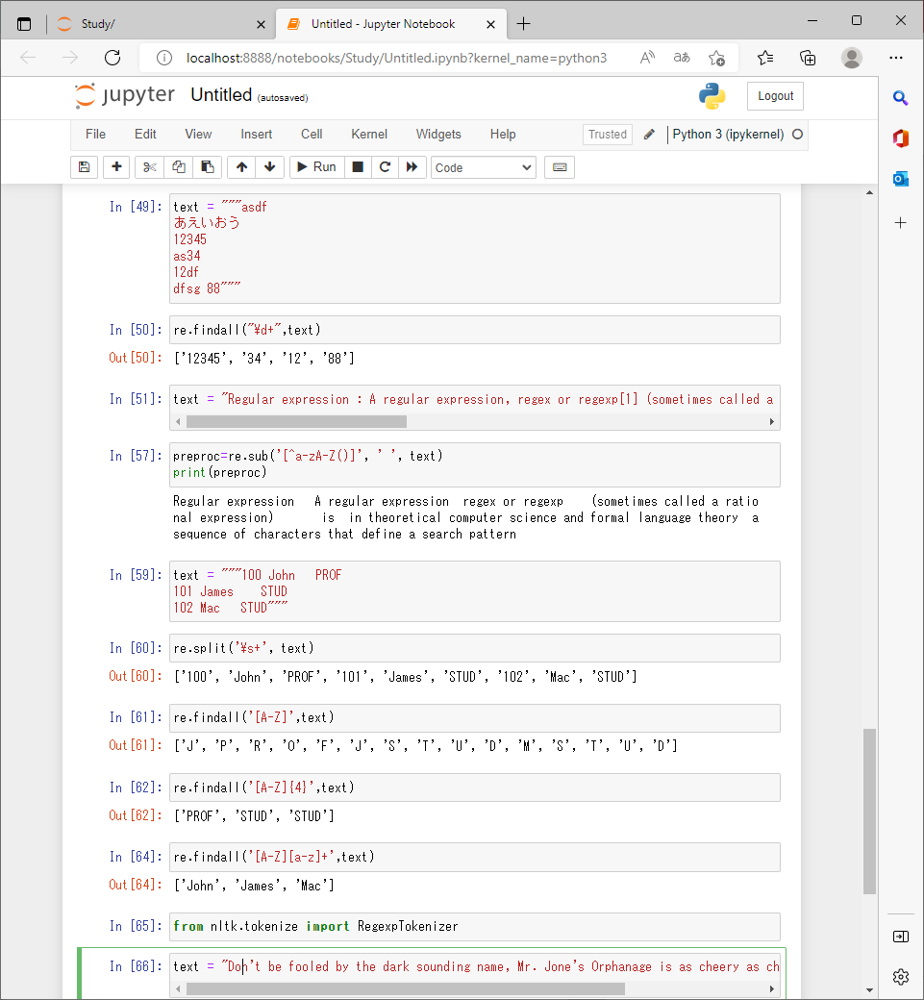 Study/
Untitled - Jupyter Notebook
localhost:8888/notebooks/Study/Untitled.ipynb?kernel_name=python3
jupyter Untitled (autosaved)
Logout
File Edit View Insert Cell Kernel Widgets Help
Trusted
Python 3 (ipykernel)
Run
Code
In [49]: text = """asdf
あえいおう
12345
as34
12df
dfsg 88"""
In [50]: re.findall("¥d+",text)
Out[50]: ['12345', '34', '12', '88']
In [51]: text = "Regular expression : A regular expression, regex or regexp[1] (sometimes called a
In [57]: preproc=re.sub('[^a-zA-Z()]', ' ', text)
print(preproc)
Regular expression   A regular expression  regex or regexp    (sometimes called a ratio
nal expression)       is  in theoretical computer science and formal language theory  a
sequence of characters that define a search pattern
In [59]: text = """100 John   PROF
101 James    STUD
102 Mac   STUD"""
In [60]: re.split('¥s+', text)
Out[60]: ['100', 'John', 'PROF', '101', 'James', 'STUD', '102', 'Mac', 'STUD']
In [61]: re.findall('[A-Z]',text)
Out[61]: ['J', 'P', 'R', 'O', 'F', 'J', 'S', 'T', 'U', 'D', 'M', 'S', 'T', 'U', 'D']
In [62]: re.findall('[A-Z]{4}',text)
Out[62]: ['PROF', 'STUD', 'STUD']
In [64]: re.findall('[A-Z][a-z]+',text)
Out[64]: ['John', 'James', 'Mac']
In [65]: from nltk.tokenize import RegexpTokenizer
In [66]: text = "Don't be fooled by the dark sounding name, Mr. Jone's Orphanage is as cheery as ch